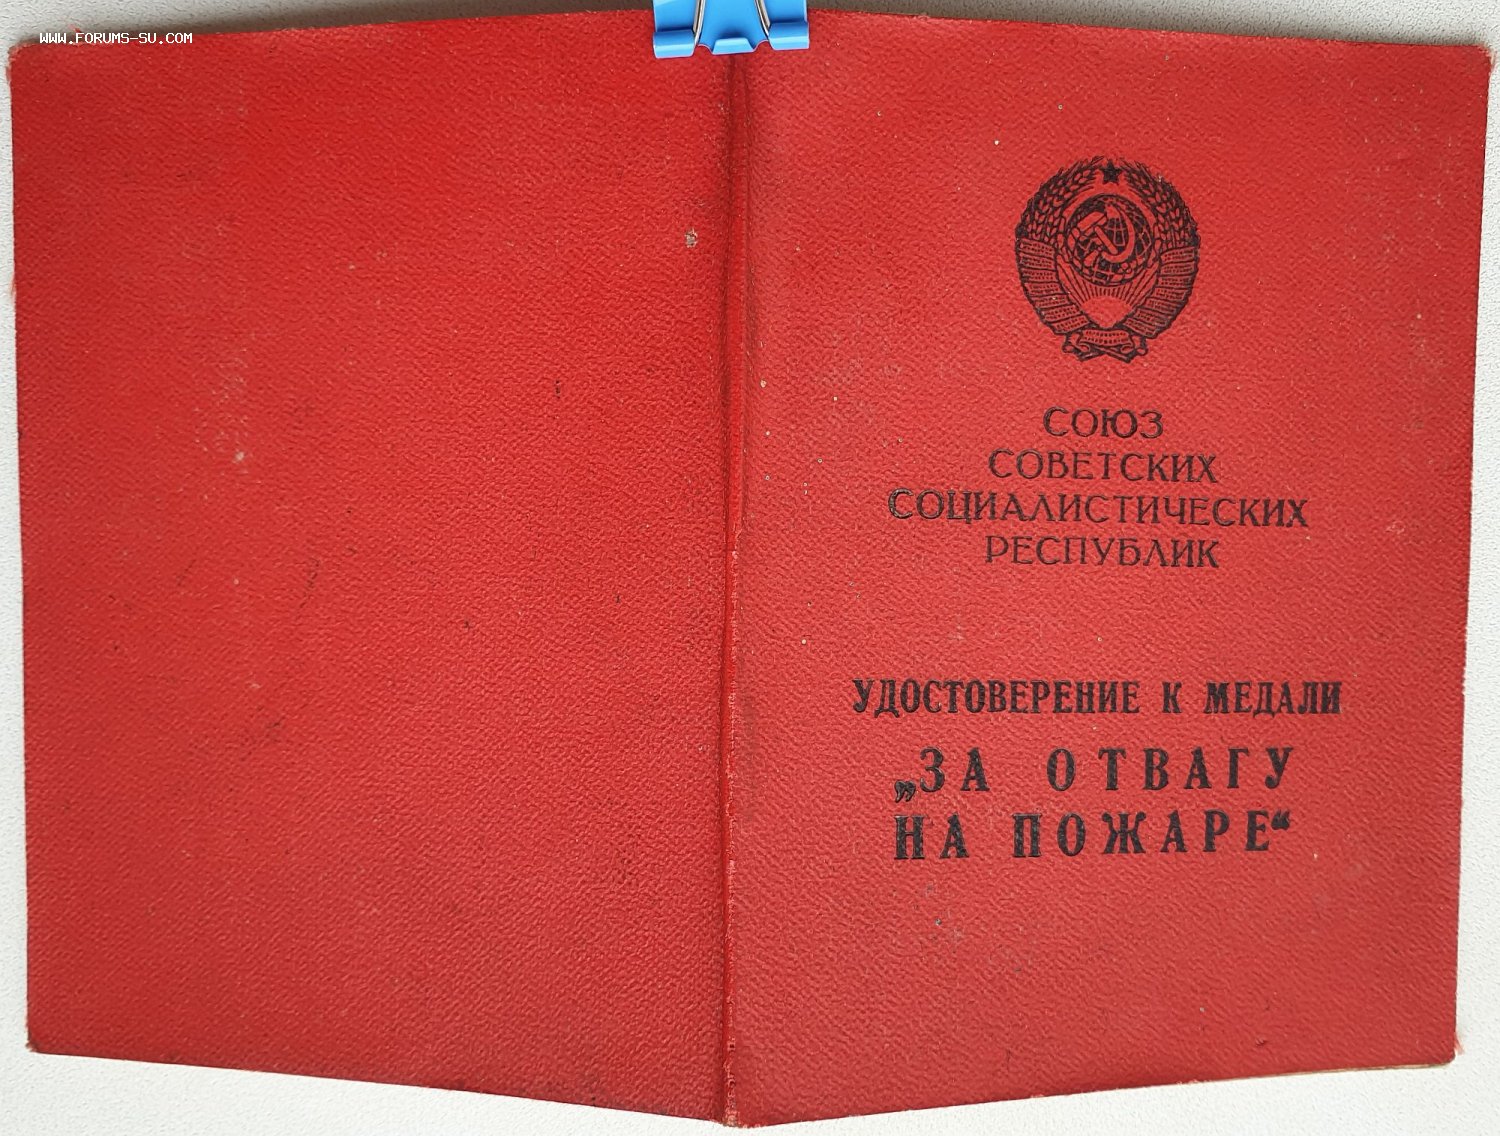 WWW.FORUMS-SU.COM
СОЮЗ
СОВЕТСКИХ
СОЦИАЛИСТИЧЕСКИХ
РЕСПУБЛИК
УДОСТОВЕРЕНИЕ К МЕДАЛИ
„ЗА ОТВАГУ
НА ПОЖАРЕ“